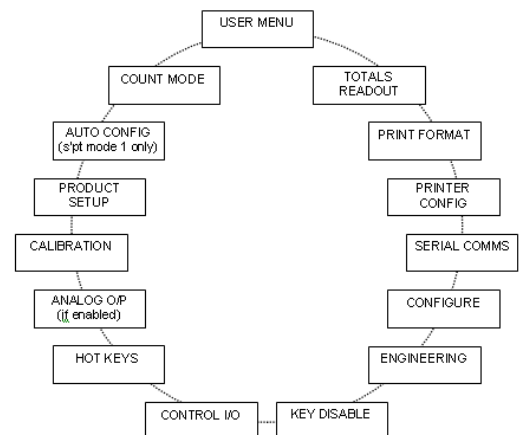 USER MENU
TOTALS
READOUT
PRINT FORMAT
PRINTER
CONFIG
SERIAL COMMS
CONFIGURE
ENGINEERING
KEY DISABLE
CONTROL I/O
HOT KEYS
ANALOG O/P
(if enabled)
CALIBRATION
PRODUCT
SETUP
AUTO CONFIG
(s'pt mode 1 only)
COUNT MODE